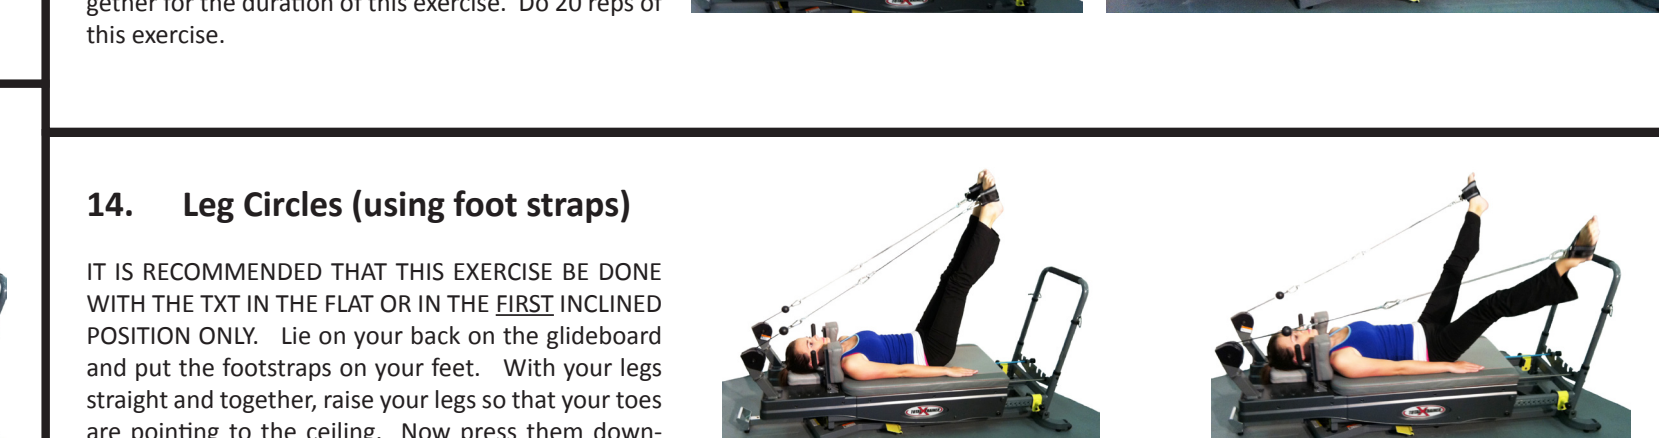 gether for the duration of this exercise. Do 20 reps of
this exercise.
14. Leg Circles (using foot straps)
IT IS RECOMMENDED THAT THIS EXERCISE BE DONE
WITH THE TXT IN THE FLAT OR IN THE FIRST INCLINED
POSITION ONLY. Lie on your back on the glideboard
and put the footstraps on your feet. With your legs
straight and together, raise your legs so that your toes
are pointing to the ceiling. Now press them down-